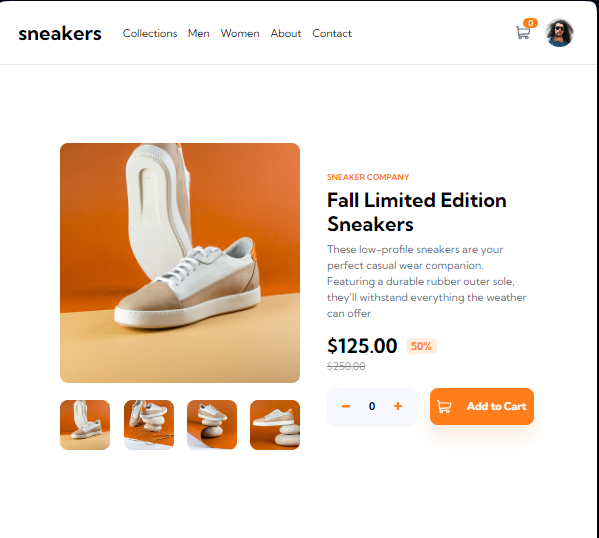 sneakers Collections Men Women About Contact 0
SNEAKER COMPANY
Fall Limited Edition
Sneakers
These low-profile sneakers are your
perfect casual wear companion.
Featuring a durable rubber outer sole,
they'll withstand everything the weather
can offer
$125.00 50%
$250.00
− 0 + Add to Cart